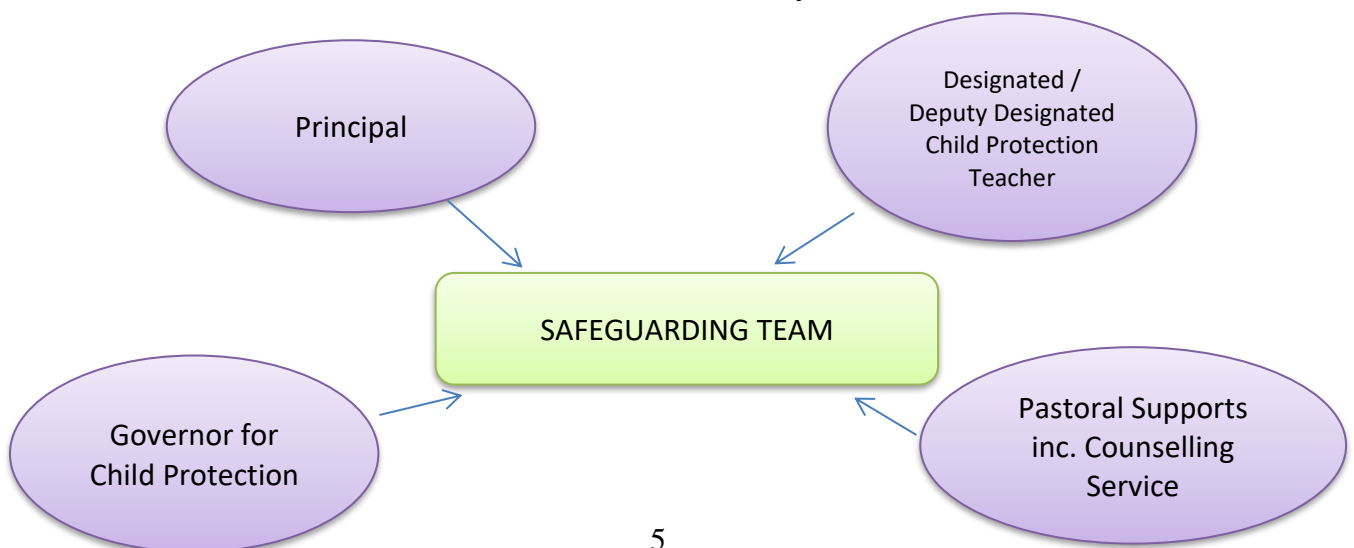 Principal
Designated /
Deputy Designated
Child Protection
Teacher
SAFEGUARDING TEAM
Governor for
Child Protection
Pastoral Supports
inc. Counselling
Service
5